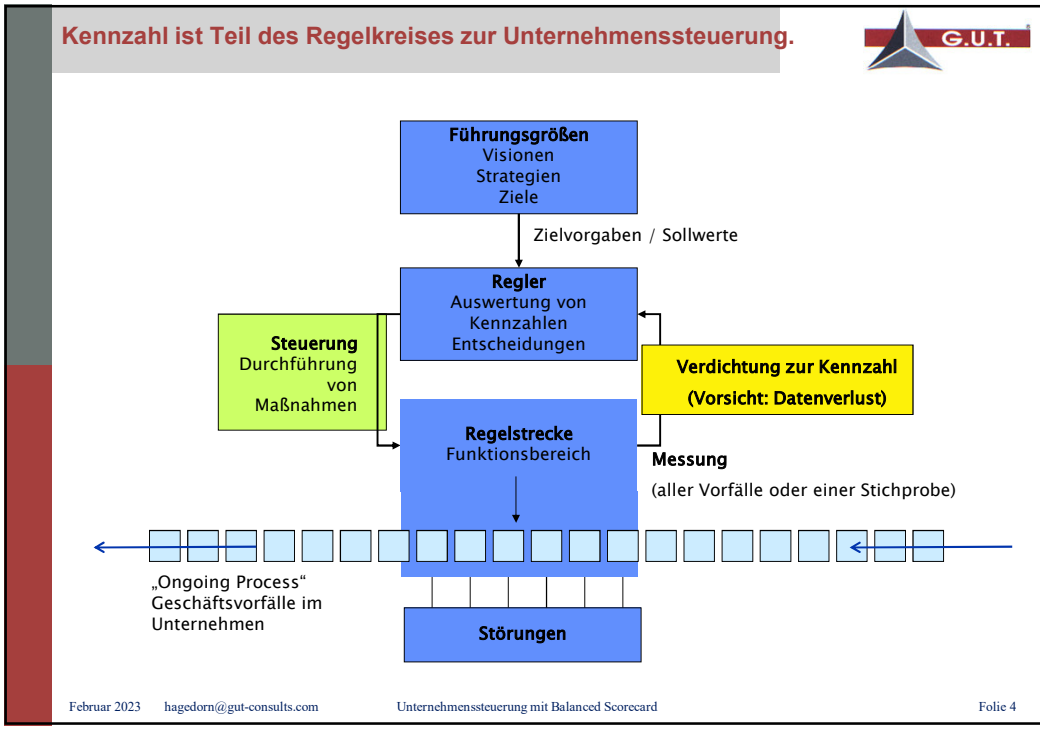 Kennzahl ist Teil des Regelkreises zur Unternehmenssteuerung.
G.U.T.
Führungsgrößen
Visionen
Strategien
Ziele
Zielvorgaben / Sollwerte
Regler
Auswertung von
Kennzahlen
Entscheidungen
Steuerung
Durchführung
von
Maßnahmen
Verdichtung zur Kennzahl
(Vorsicht: Datenverlust)
Regelstrecke
Funktionsbereich
Messung
(aller Vorfälle oder einer Stichprobe)
„Ongoing Process“
Geschäftsvorfälle im
Unternehmen
Störungen
Februar 2023 hagedorn@gut-consults.com Unternehmenssteuerung mit Balanced Scorecard Folie 4